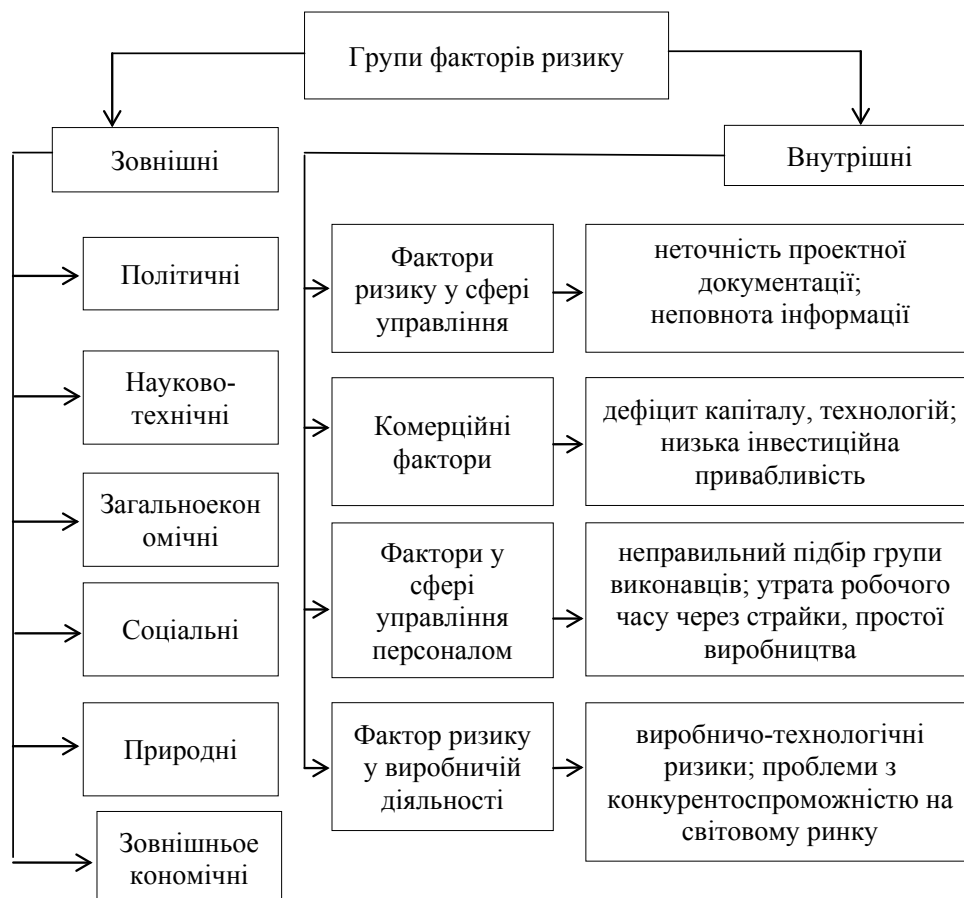 Групи факторів ризику
Зовнішні
Внутрішні
Політичні
Науково-
технічні
Загальноекон
омічні
Соціальні
Природні
Зовнішньое
кономічні
Фактори
ризику у сфері
управління
неточність проектної
документації;
неповнота інформації
Комерційні
фактори
дефіцит капіталу, технологій;
низька інвестиційна
привабливість
Фактори у
сфері
управління
персоналом
неправильний підбір групи
виконавців; утрата робочого
часу через страйки, простої
виробництва
Фактор ризику
у виробничій
діяльності
виробничо-технологічні
ризики; проблеми з
конкурентоспроможністю на
світовому ринку